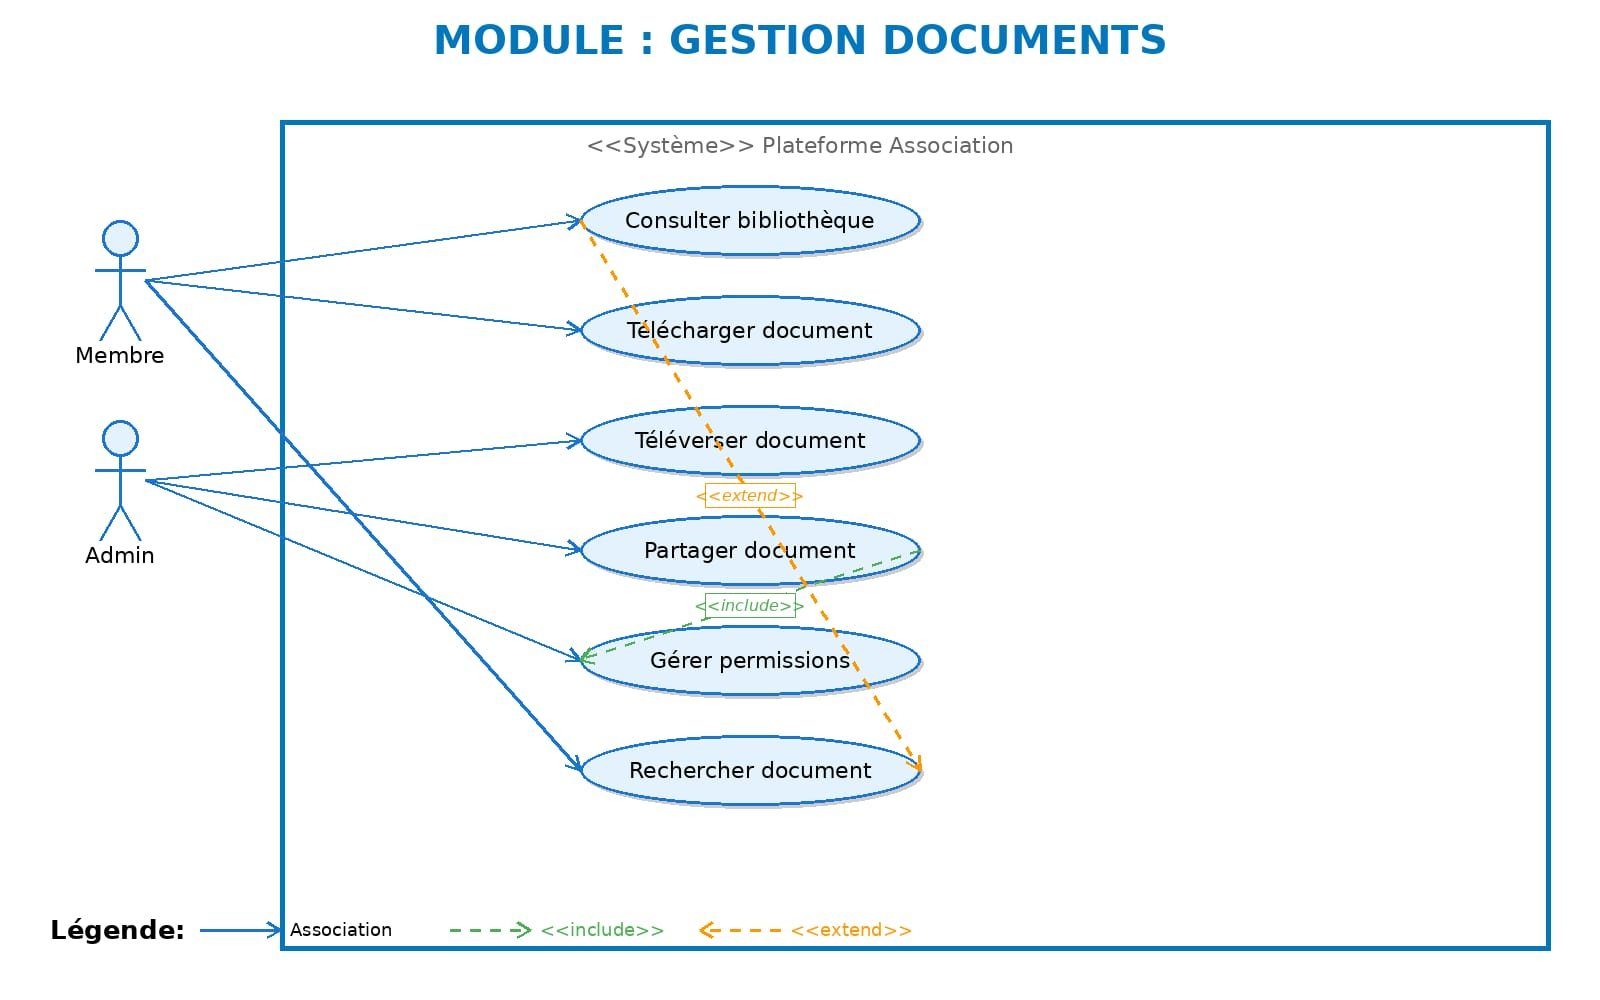 MODULE : GESTION DOCUMENTS
<<Système>> Plateforme Association
Consulter bibliothèque
Télécharger document
Membre
Téléverser document
<<extend>>
Partager document
Admin
<<include>>
Gérer permissions
Rechercher document
Légende: Association <<include>> <<extend>>